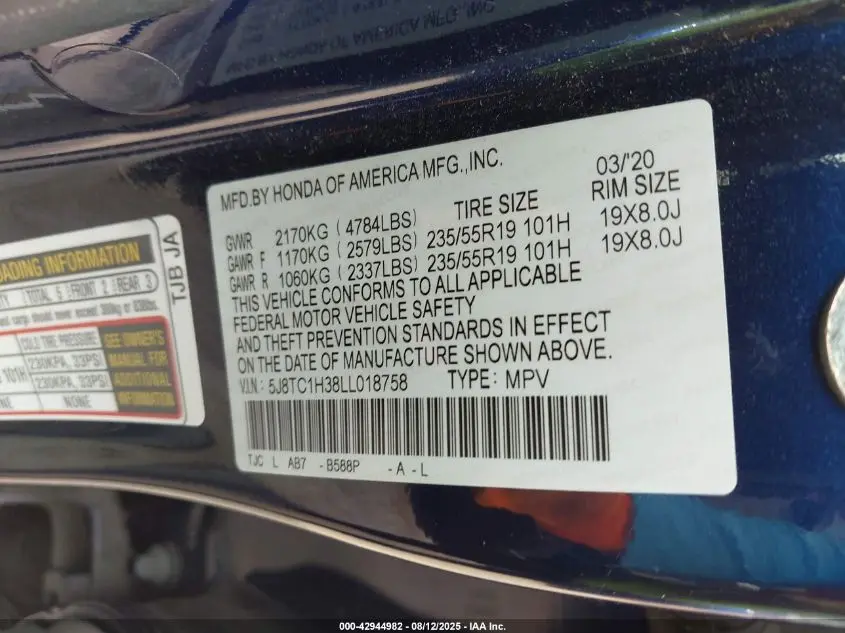 MFD.BY HONDA OF AMERICA MFG.,INC.
03/'20
TIRE SIZE
RIM SIZE
GVWR 2170KG ( 4784LBS)
GAWR F 1170KG ( 2579LBS) 235/55R19 101H 19X8.0J
GAWR R 1060KG ( 2337LBS) 235/55R19 101H 19X8.0J
THIS VEHICLE CONFORMS TO ALL APPLICABLE
FEDERAL MOTOR VEHICLE SAFETY
AND THEFT PREVENTION STANDARDS IN EFFECT
ON THE DATE OF MANUFACTURE SHOWN ABOVE.
V.I.N.: 5J8TC1H38LL018758 TYPE: MPV
TJC L AB7 -B588P -A -L
TJB JA
OADING INFORMATION
TOTAL 5 FRONT 2 REAR 3
COLD TIRE PRESSURE
SEE OWNER'S
MANUAL FOR
ADDITIONAL
INFORMATION
101H 230KPA, 33PSI
230KPA, 33PSI
NONE NONE
000-42944982 - 08/12/2025 - IAA Inc.